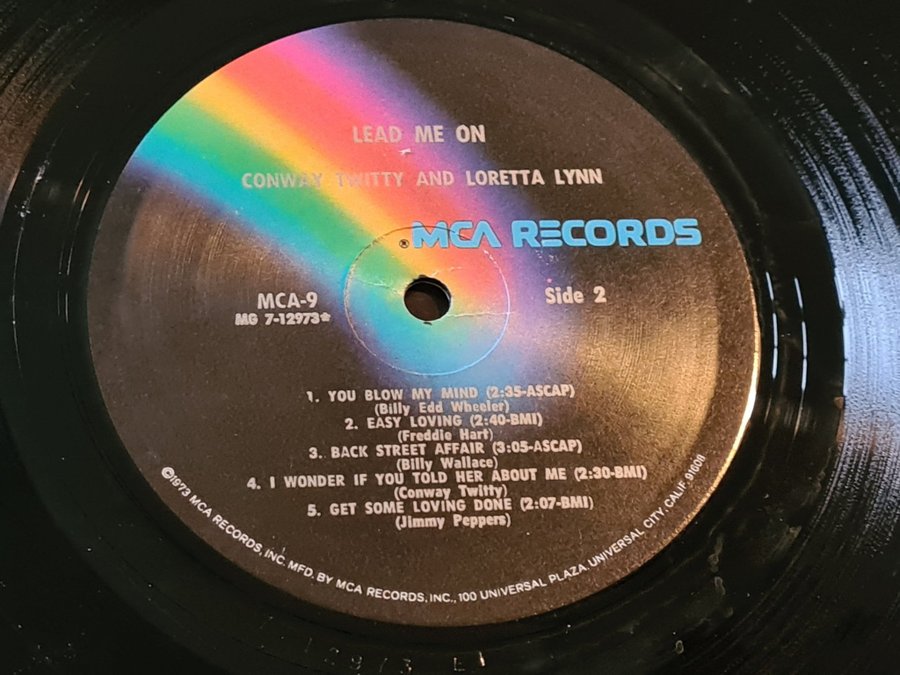 LEAD ME ON
CONWAY TWITTY AND LORETTA LYNN
® MCA RECORDS
MCA-9
MG 7-12973*
Side 2
1. YOU BLOW MY MIND (2:35-ASCAP)
(Billy Edd Wheeler)
2. EASY LOVING (2:40-BMI)
(Freddie Hart)
3. BACK STREET AFFAIR (3:05-ASCAP)
(Billy Wallace)
4. I WONDER IF YOU TOLD HER ABOUT ME (2:30-BMI)
(Conway Twitty)
5. GET SOME LOVING DONE (2:07-BMI)
(Jimmy Peppers)
©1973 MCA RECORDS, INC. MFD. BY MCA RECORDS, INC., 100 UNIVERSAL PLAZA, UNIVERSAL CITY, CALIF. 91608